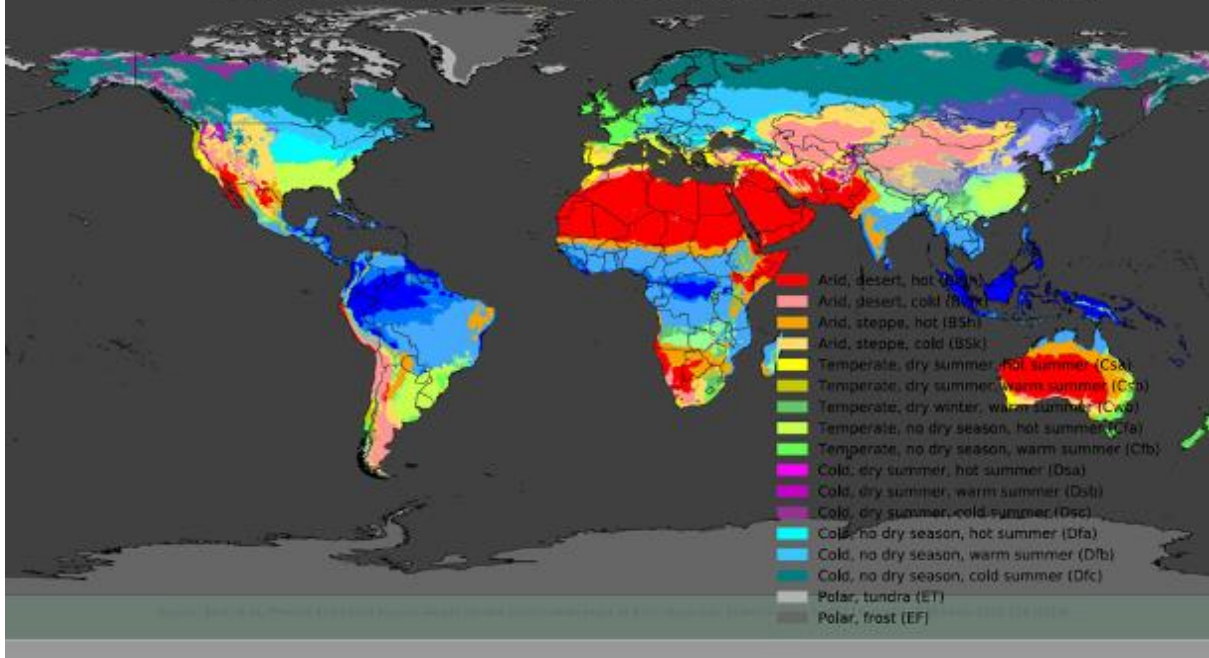 Arid, desert, hot (BWh)
Arid, desert, cold (BWk)
Arid, steppe, hot (BSh)
Arid, steppe, cold (BSk)
Temperate, dry summer, hot summer (Csa)
Temperate, dry summer, warm summer (Csb)
Temperate, dry winter, warm summer (Cwb)
Temperate, no dry season, hot summer (Cfa)
Temperate, no dry season, warm summer (Cfb)
Cold, dry summer, hot summer (Dsa)
Cold, dry summer, warm summer (Dsb)
Cold, dry summer, cold summer (Dsc)
Cold, no dry season, hot summer (Dfa)
Cold, no dry season, warm summer (Dfb)
Cold, no dry season, cold summer (Dfc)
Polar, tundra (ET)
Polar, frost (EF)